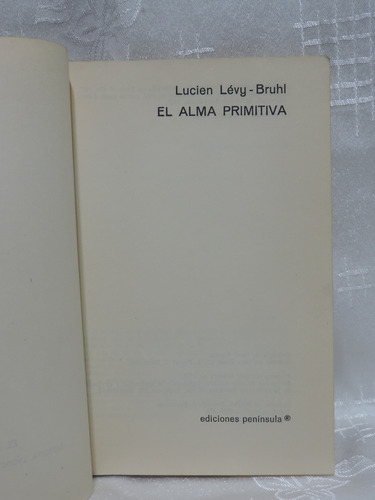 Lucien Lévy-Bruhl
EL ALMA PRIMITIVA
ediciones península ®